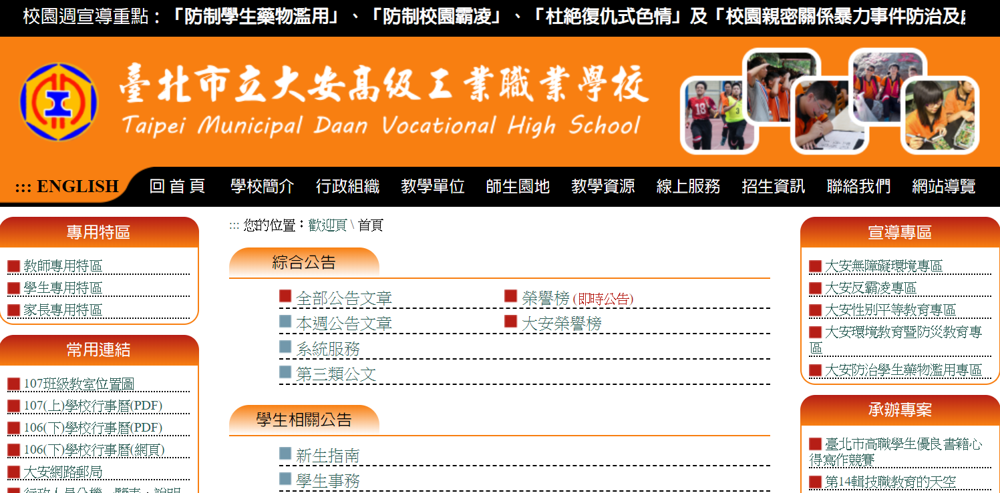 校園週宣導重點：「防制學生藥物濫用」、「防制校園霸凌」、「杜絕復仇式色情」及「校園親密關係暴力事件防治及
臺北市立大安高級工業職業學校
Taipei Municipal Daan Vocational High School
18
::: ENGLISH 回 首 頁 學校簡介 行政組織 教學單位 師生園地 教學資源 線上服務 招生資訊 聯絡我們 網站導覽
專用特區
教師專用特區
學生專用特區
家長專用特區
常用連結
107班級教室位置圖
107(上)學校行事曆(PDF)
106(下)學校行事曆(PDF)
106(下)學校行事曆(網頁)
大安網路郵局
::: 您的位置：歡迎頁 \ 首頁
綜合公告
全部公告文章
榮譽榜 (即時公告)
本週公告文章
大安榮譽榜
系統服務
第三類公文
學生相關公告
新生指南
學生事務
宣導專區
大安無障礙環境專區
大安反霸凌專區
大安性別平等教育專區
大安環境教育暨防災教育專
區
大安防治學生藥物濫用專區
承辦專案
臺北市高職學生優良書籍心
得寫作競賽
第14輯技職教育的天空